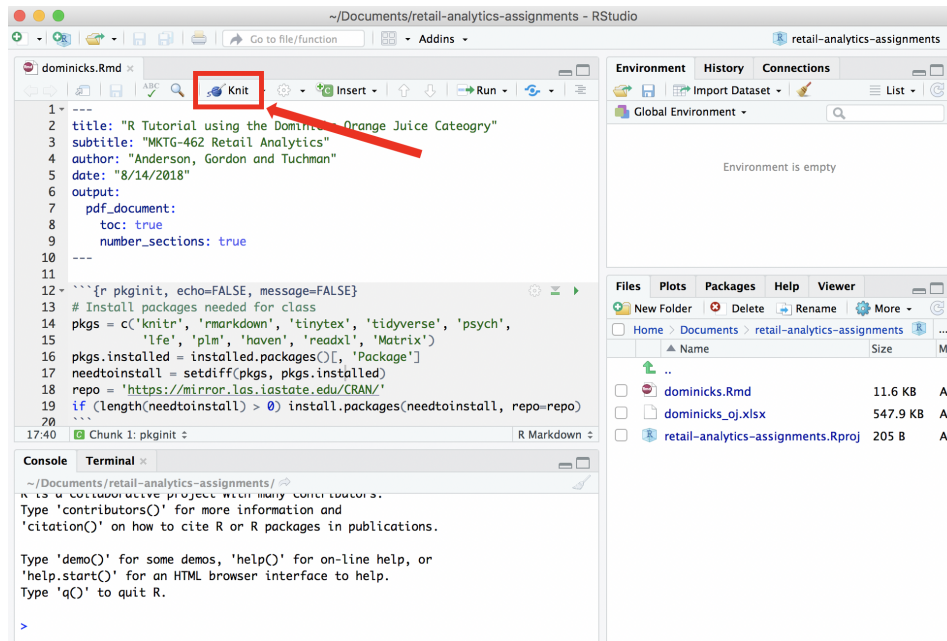 ~/Documents/retail-analytics-assignments - RStudio
Go to file/function
Addins
retail-analytics-assignments
dominicks.Rmd
ABC
Knit
Insert
Run
1 ---
2 title: "R Tutorial using the Dominicks Orange Juice Cateogry"
3 subtitle: "MKTG-462 Retail Analytics"
4 author: "Anderson, Gordon and Tuchman"
5 date: "8/14/2018"
6 output:
7 pdf_document:
8 toc: true
9 number_sections: true
10 ---
11
12 ```{r pkginit, echo=FALSE, message=FALSE}
13 # Install packages needed for class
14 pkgs = c('knitr', 'rmarkdown', 'tinytex', 'tidyverse', 'psych',
15 'lfe', 'plm', 'haven', 'readxl', 'Matrix')
16 pkgs.installed = installed.packages()[, 'Package']
17 needtoinstall = setdiff(pkgs, pkgs.installed)
18 repo = 'https://mirror.las.iastate.edu/CRAN/'
19 if (length(needtoinstall) > 0) install.packages(needtoinstall, repo=repo)
20 ```
17:40 Chunk 1: pkginit R Markdown
Console Terminal
~/Documents/retail-analytics-assignments/
R is a collaborative project with many contributors.
Type 'contributors()' for more information and
'citation()' on how to cite R or R packages in publications.
Type 'demo()' for some demos, 'help()' for on-line help, or
'help.start()' for an HTML browser interface to help.
Type 'q()' to quit R.
>
Environment History Connections
Import Dataset List
Global Environment
Environment is empty
Files Plots Packages Help Viewer
New Folder Delete Rename More
Home Documents retail-analytics-assignments ...
Name Size M
..
dominicks.Rmd 11.6 KB A
dominicks_oj.xlsx 547.9 KB A
retail-analytics-assignments.Rproj 205 B A